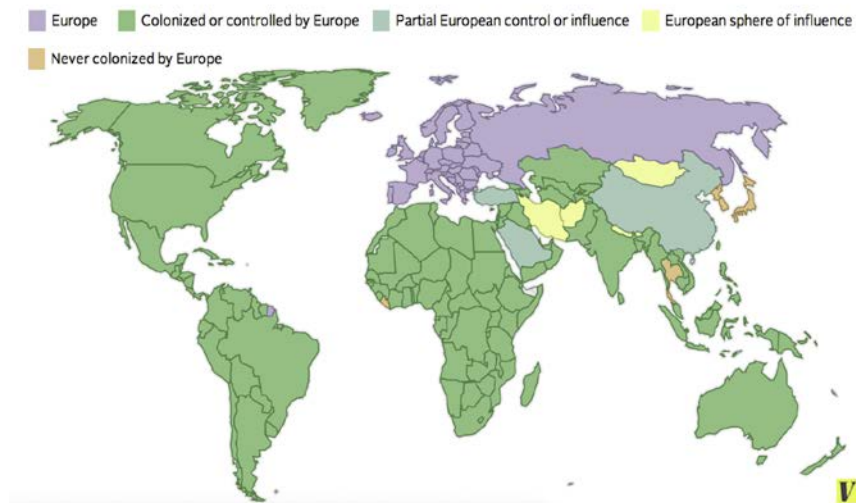 Europe
Colonized or controlled by Europe
Partial European control or influence
European sphere of influence
Never colonized by Europe
V